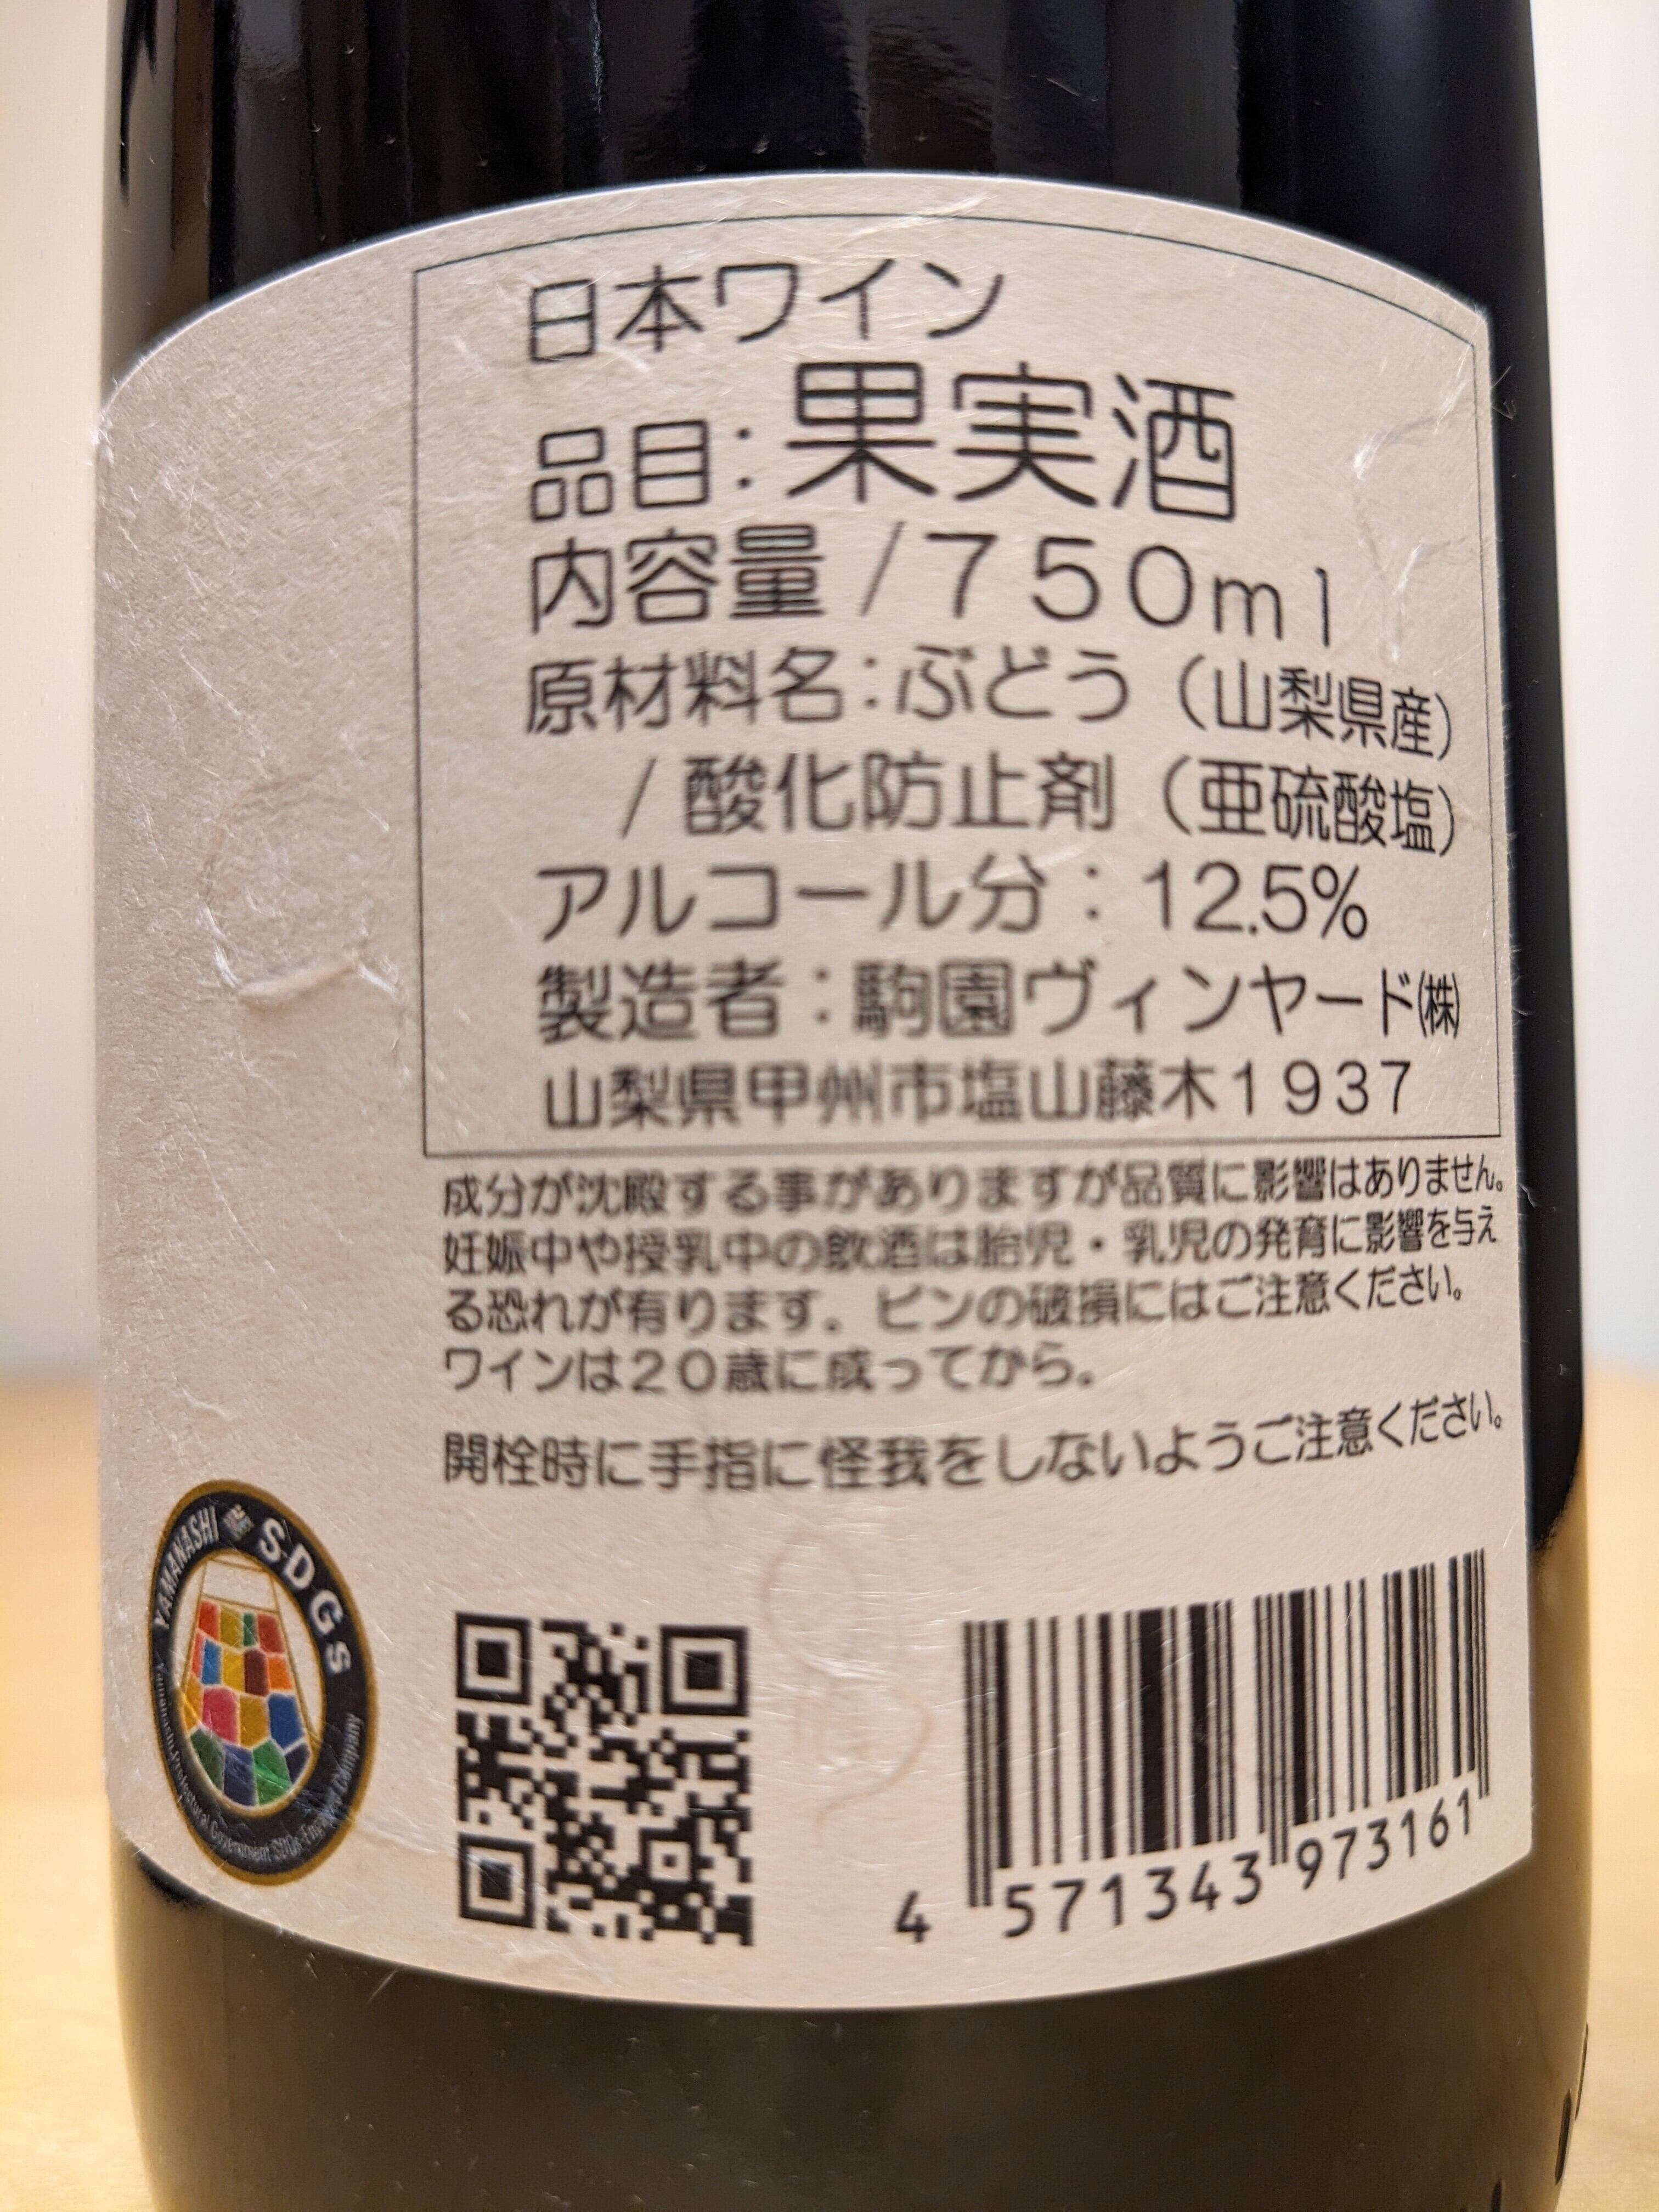 日本ワイン
品目:果実酒
内容量 /750ml
原材料名:ぶどう (山梨県産)
/ 酸化防止剤 (亜硫酸塩)
アルコール分:12.5%
製造者:駒園ヴィンヤード㈱
山梨県甲州市塩山藤木1937
成分が沈殿する事がありますが品質に影響はありません。
妊娠中や授乳中の飲酒は胎児・乳児の発育に影響を与え
る恐れが有ります。ビンの破損にはご注意ください。
ワインは20歳に成ってから。
開栓時に手指に怪我をしないようご注意ください。
YAMANASHI SDGs
Yamanashi Prefectural Government SDGs Company
4 571343 973161